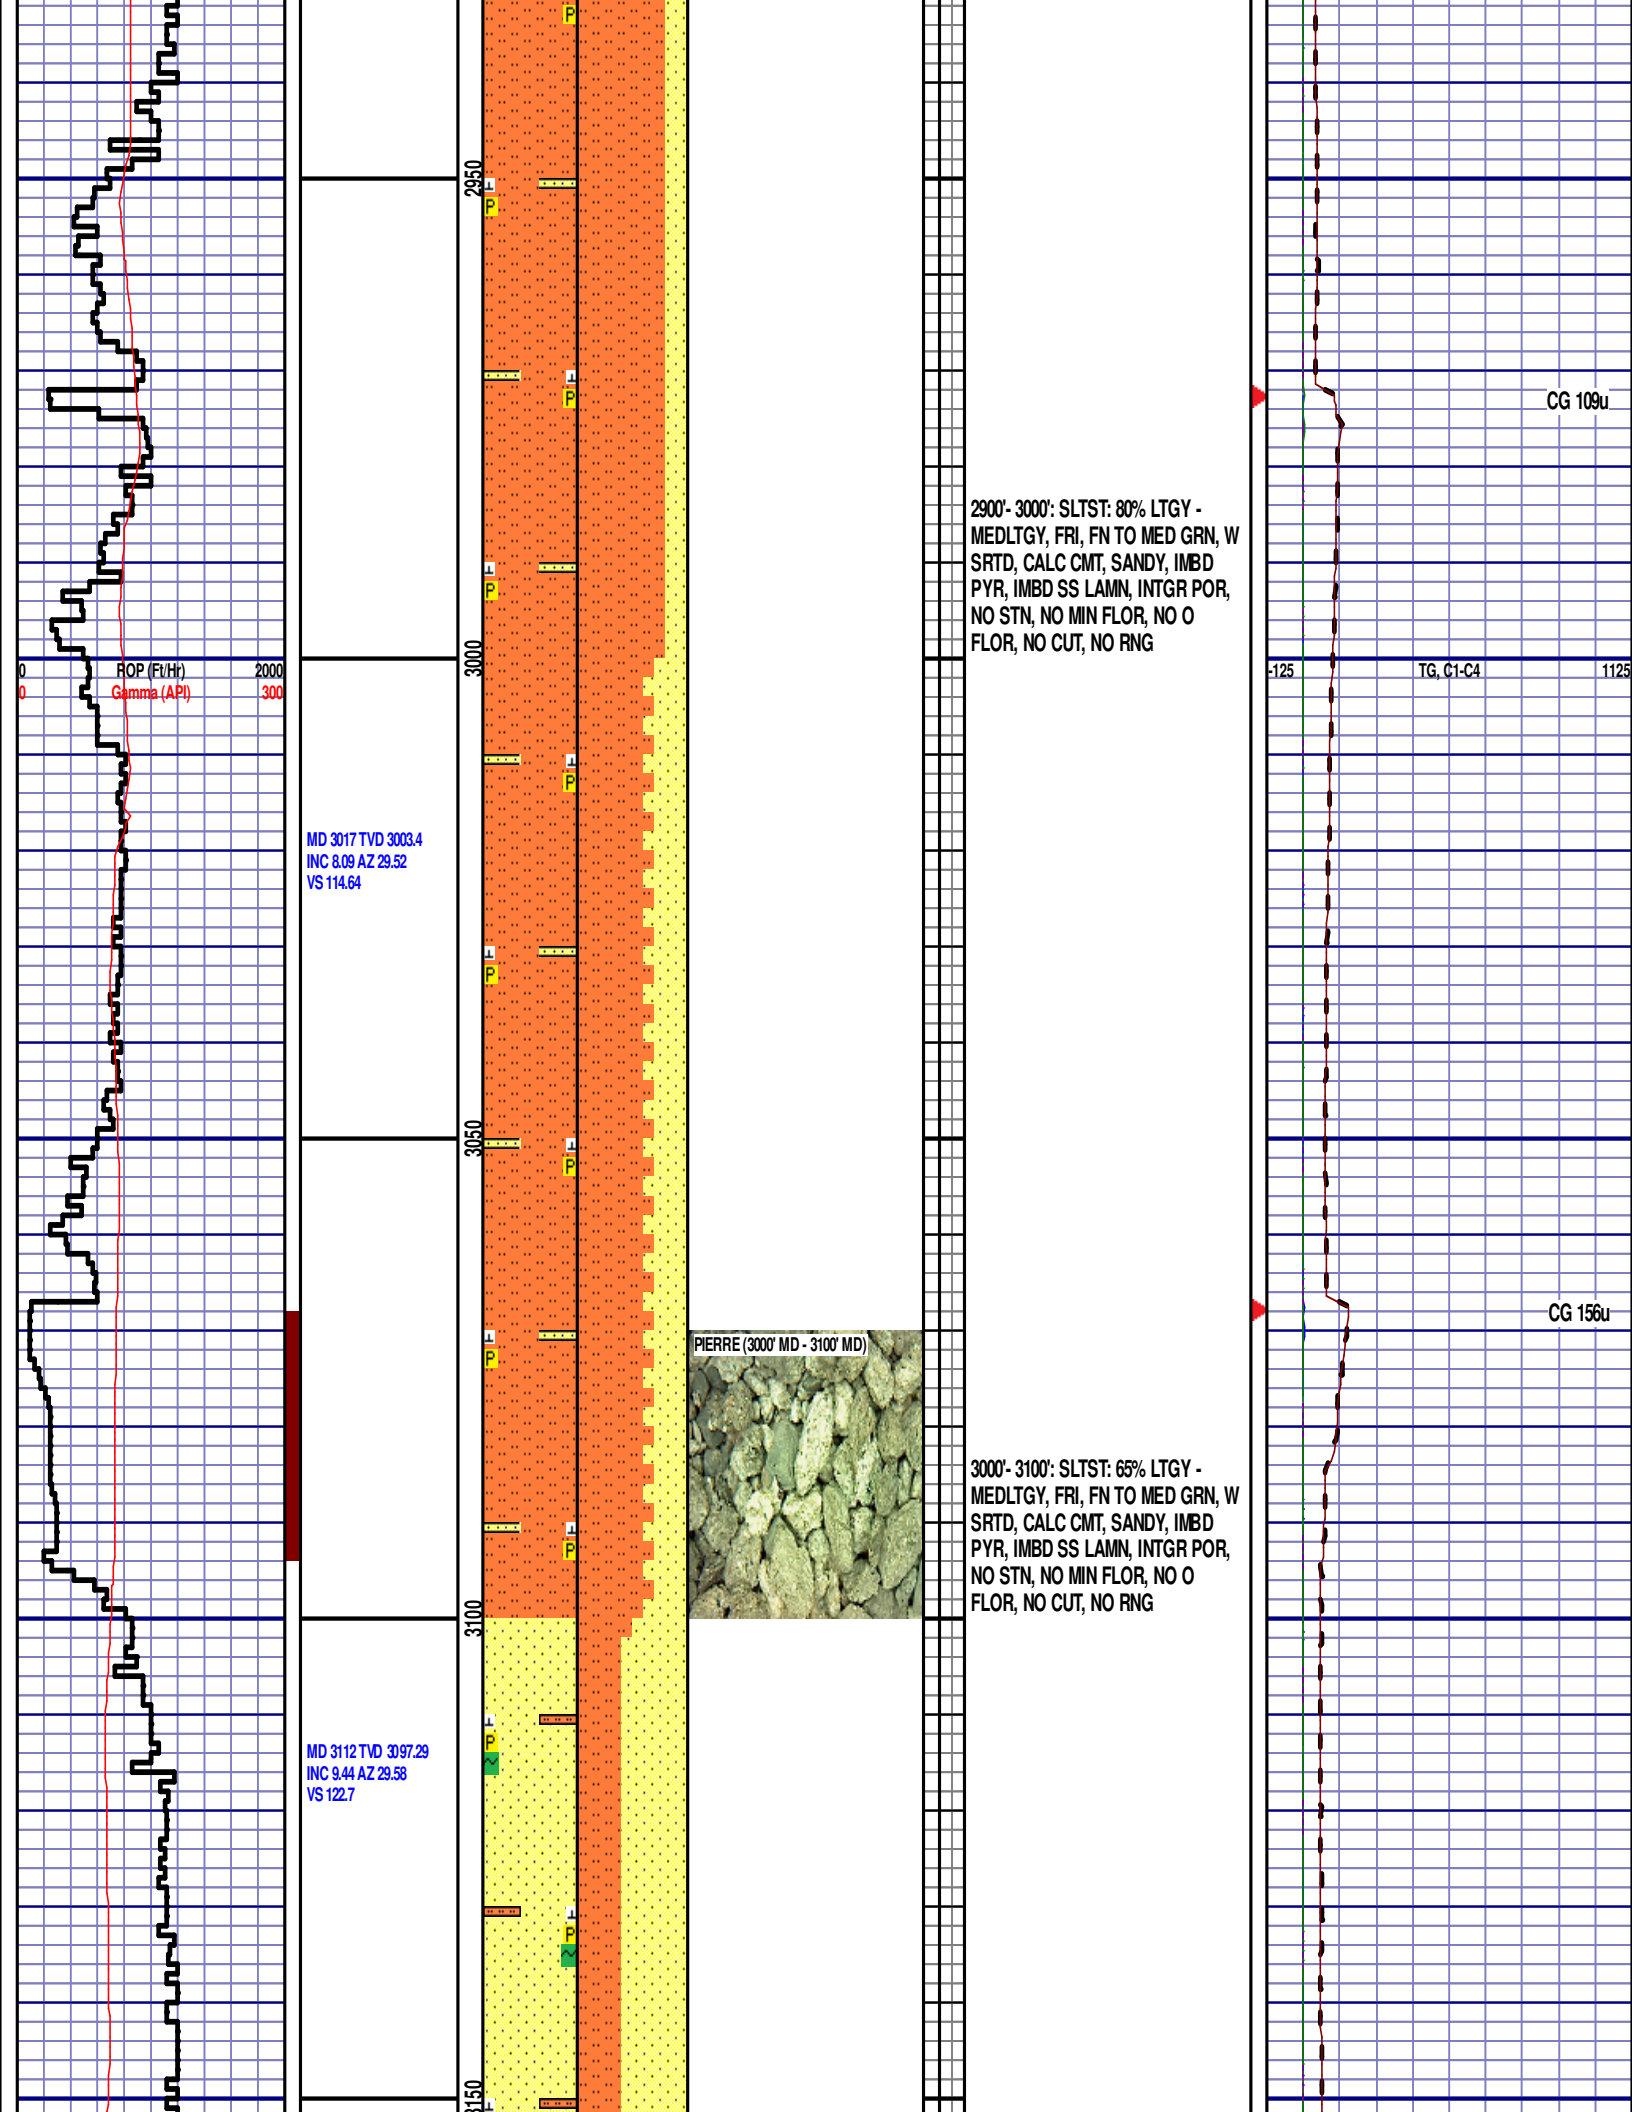 P
2950
P
CG 109u
P
2900'- 3000': SLTST: 80% LTGY -
MEDLTGY, FRI, FN TO MED GRN, W
SRTD, CALC CMT, SANDY, IMBD
PYR, IMBD SS LAMN, INTGR POR,
NO STN, NO MIN FLOR, NO O
FLOR, NO CUT, NO RNG
P
3000
0 ROP (Ft/Hr) 2000
0 Gamma (API) 300
-125 TG, C1-C4 1125
P
MD 3017 TVD 3003.4
INC 8.09 AZ 29.52
VS 114.64
P
3050
P
CG 156u
PIERRE (3000' MD - 3100' MD)
P
3000'- 3100': SLTST: 65% LTGY -
MEDLTGY, FRI, FN TO MED GRN, W
SRTD, CALC CMT, SANDY, IMBD
PYR, IMBD SS LAMN, INTGR POR,
NO STN, NO MIN FLOR, NO O
FLOR, NO CUT, NO RNG
P
3100
P
MD 3112 TVD 3097.29
INC 9.44 AZ 29.58
VS 122.7
P
3150